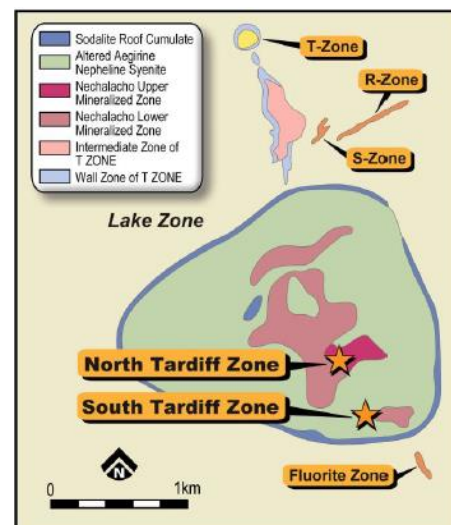 Sodalite Roof Cumulate
Altered Aegirine
Nepheline Syenite
Nechalacho Upper
Mineralized Zone
Nechalacho Lower
Mineralized Zone
Intermediate Zone of
T ZONE
Wall Zone of T ZONE
T-Zone
R-Zone
S-Zone
Lake Zone
North Tardiff Zone
South Tardiff Zone
Fluorite Zone
N
0 1km